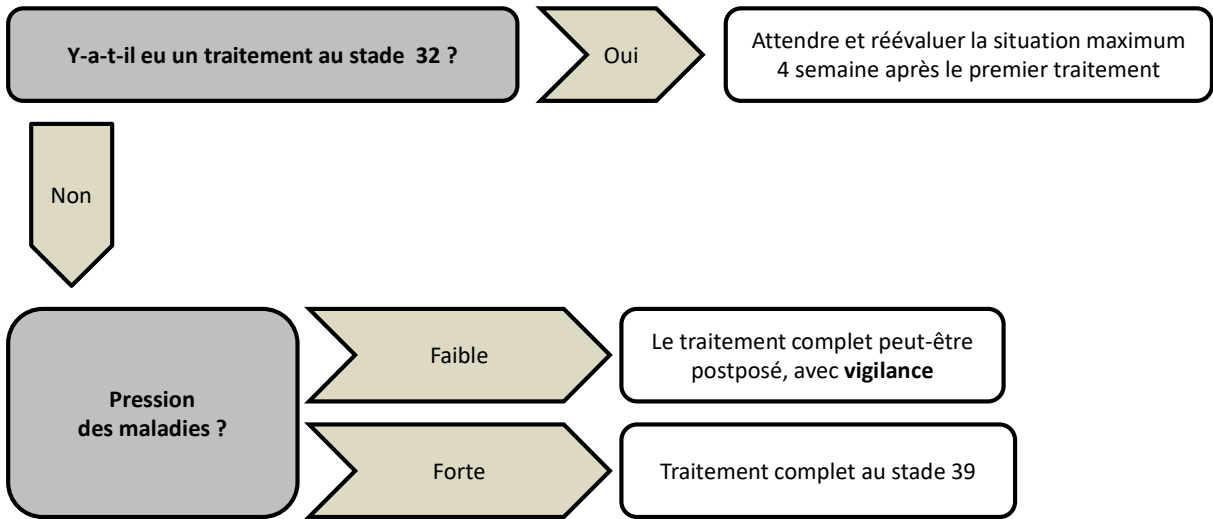 Y-a-t-il eu un traitement au stade  32 ?
Oui
Attendre et réévaluer la situation maximum
4 semaine après le premier traitement
Non
Pression
des maladies ?
Faible
Le traitement complet peut-être
postposé, avec vigilance
Forte
Traitement complet au stade 39